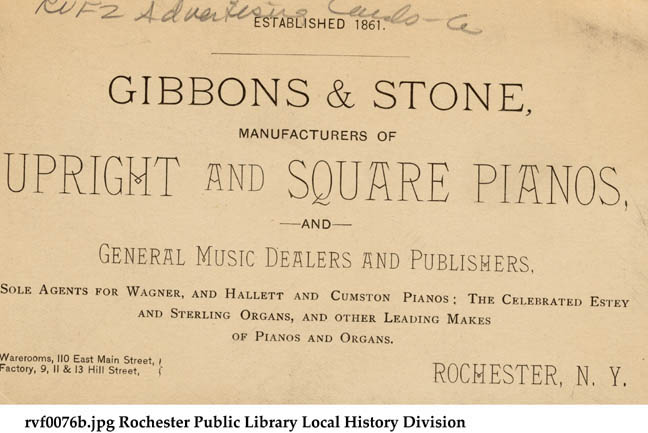 RVF2 Advertising Cards-G
ESTABLISHED 1861.
GIBBONS & STONE,
MANUFACTURERS OF
UPRIGHT AND SQUARE PIANOS,
—AND—
GENERAL MUSIC DEALERS AND PUBLISHERS,
SOLE AGENTS FOR WAGNER, AND HALLETT AND CUMSTON PIANOS; THE CELEBRATED ESTEY
AND STERLING ORGANS, AND OTHER LEADING MAKES
OF PIANOS AND ORGANS.
Warerooms, 110 East Main Street,
Factory, 9, 11 & 13 Hill Street,
ROCHESTER, N. Y.
rvf0076b.jpg Rochester Public Library Local History Division